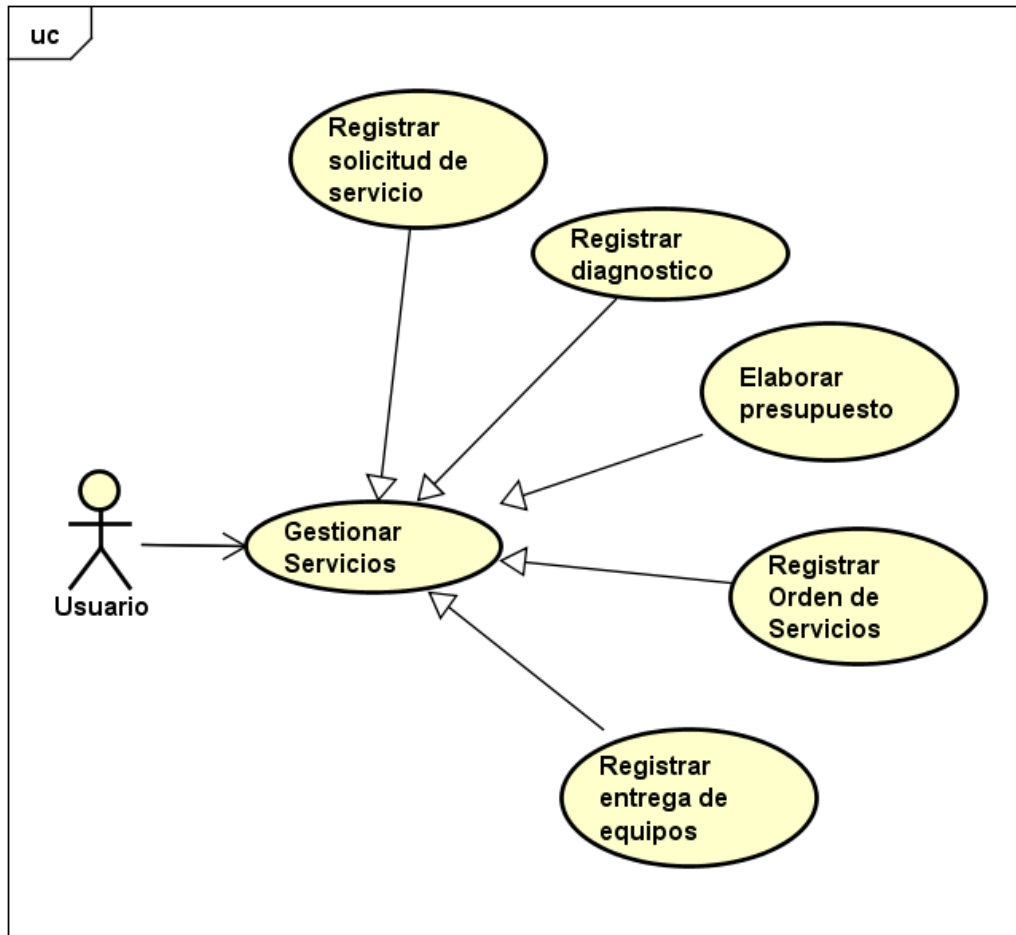 uc
Registrar
solicitud de
servicio
Registrar
diagnostico
Elaborar
presupuesto
Gestionar
Servicios
Usuario
Registrar
Orden de
Servicios
Registrar
entrega de
equipos